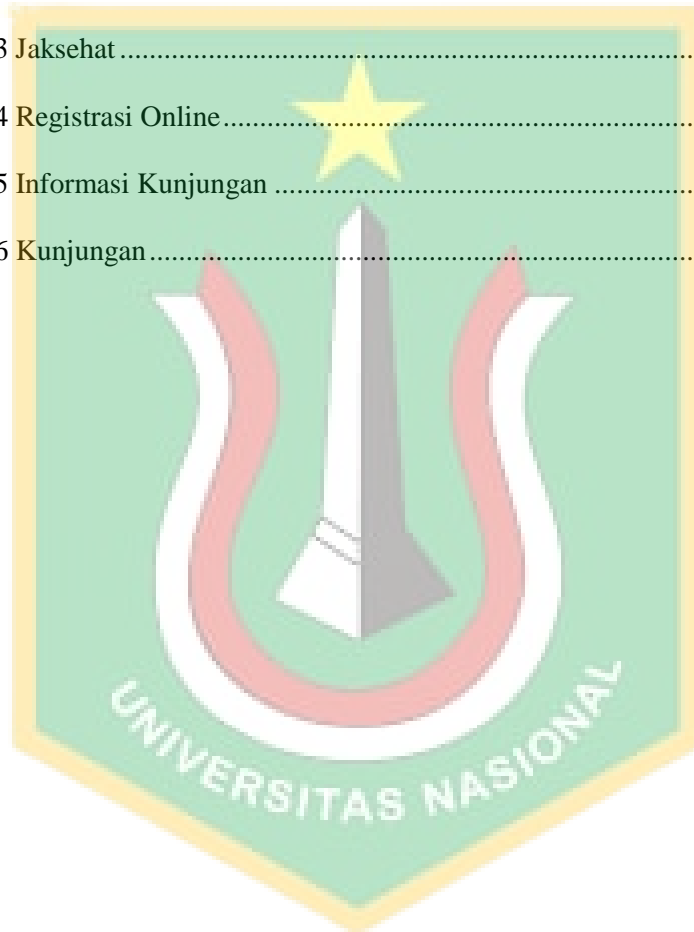 3 Jaksehat ..............................................................................
4 Registrasi Online ..............................................................................
5 Informasi Kunjungan ..............................................................................
6 Kunjungan ..............................................................................
UNIVERSITAS NASIONAL